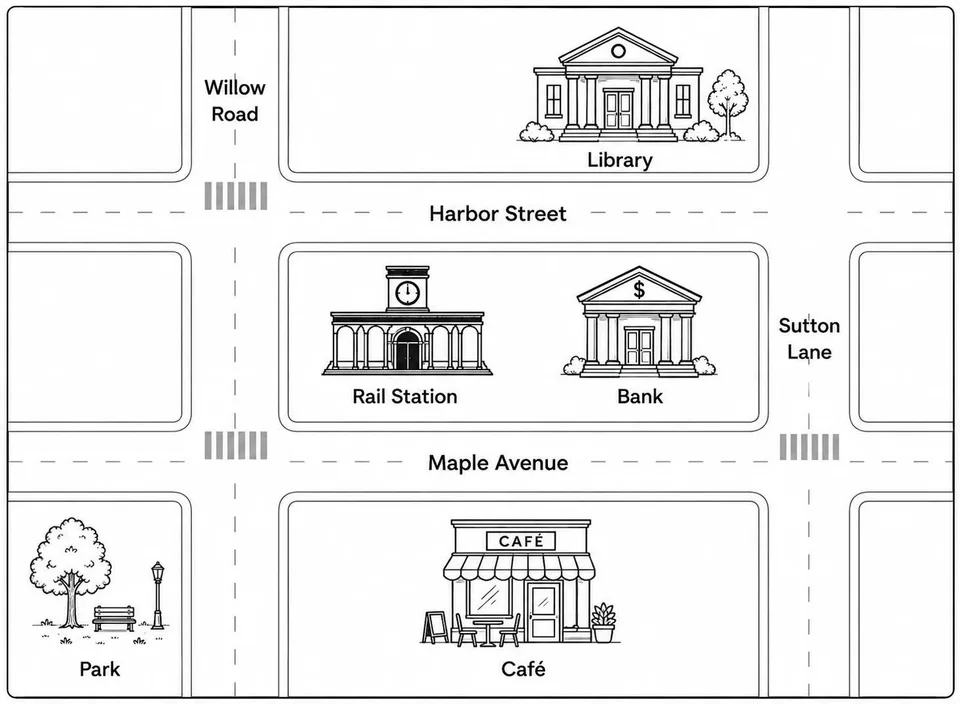 Willow
Road
Library
Harbor Street
$
Sutton
Lane
Rail Station
Bank
Maple Avenue
CAFÉ
Park
Café